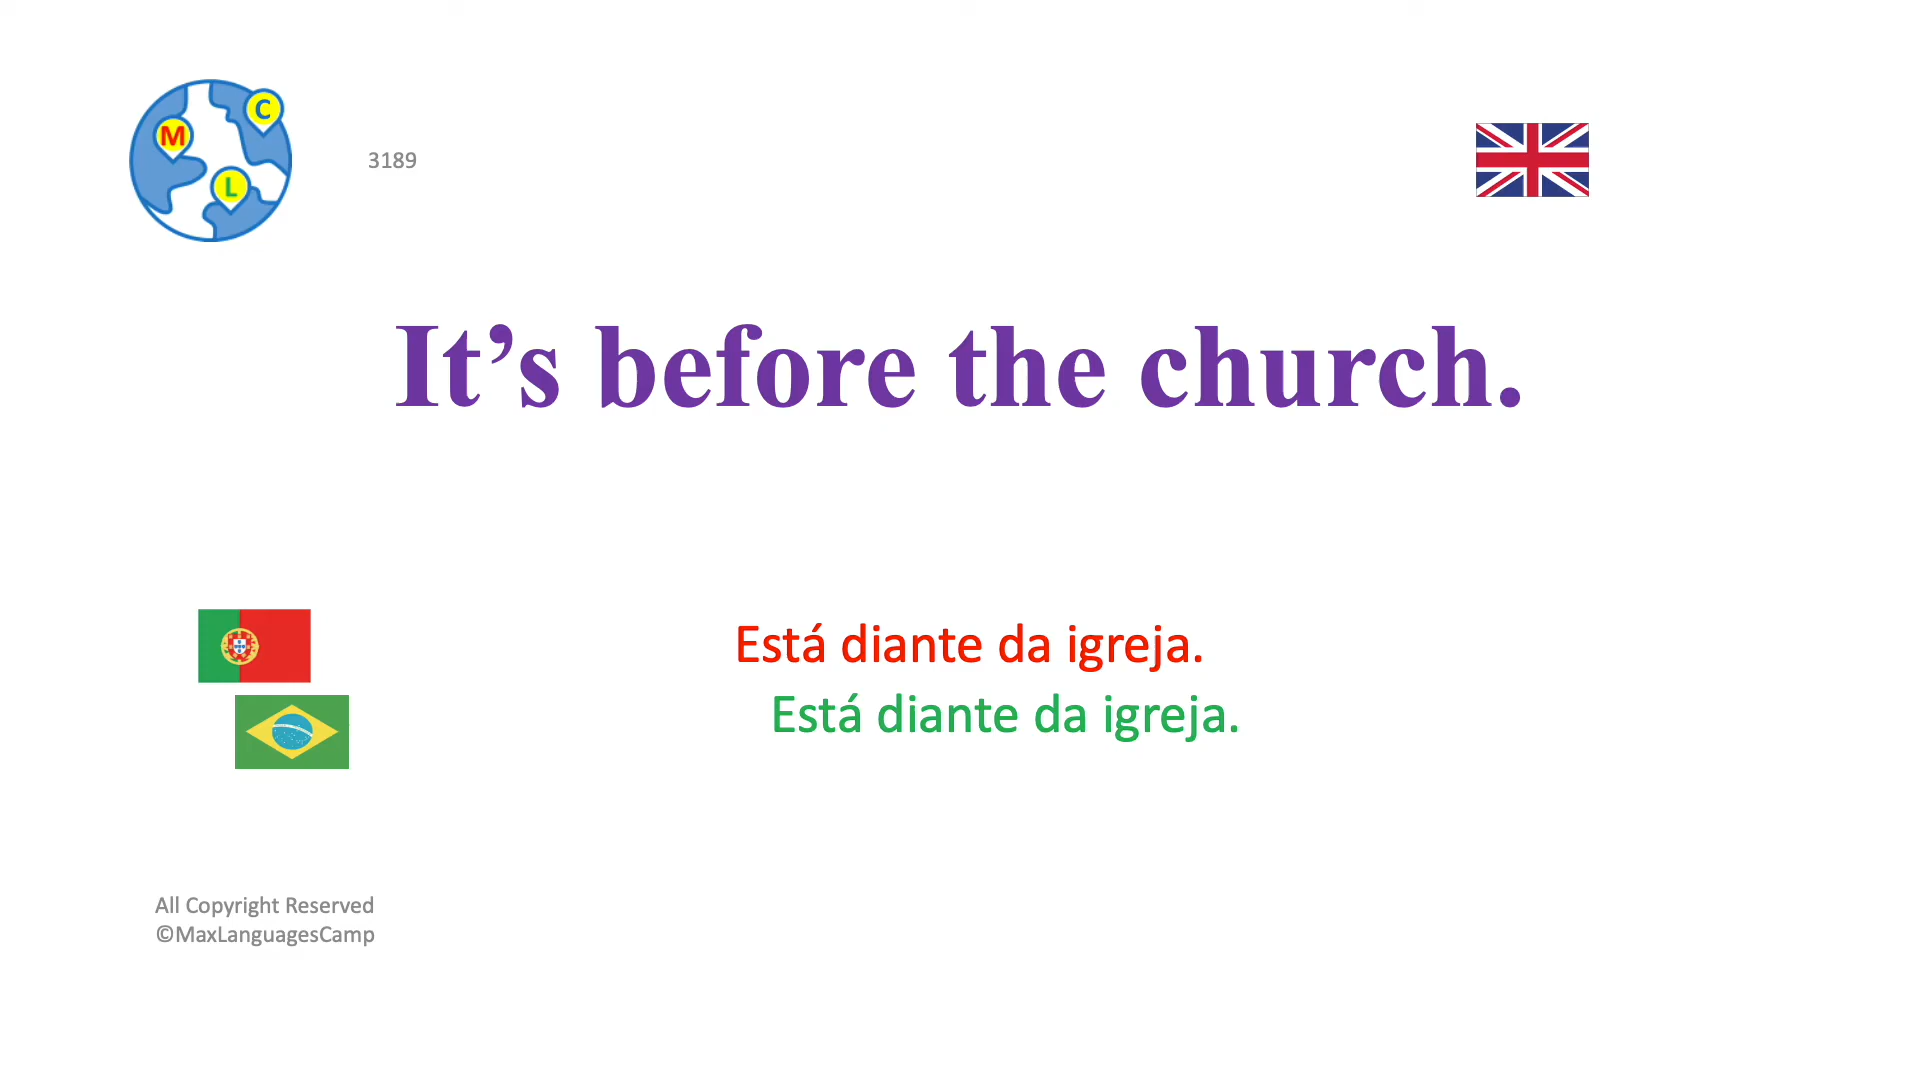 M
C
L
3189
It’s before the church.
Está diante da igreja.
Está diante da igreja.
All Copyright Reserved
©MaxLanguagesCamp